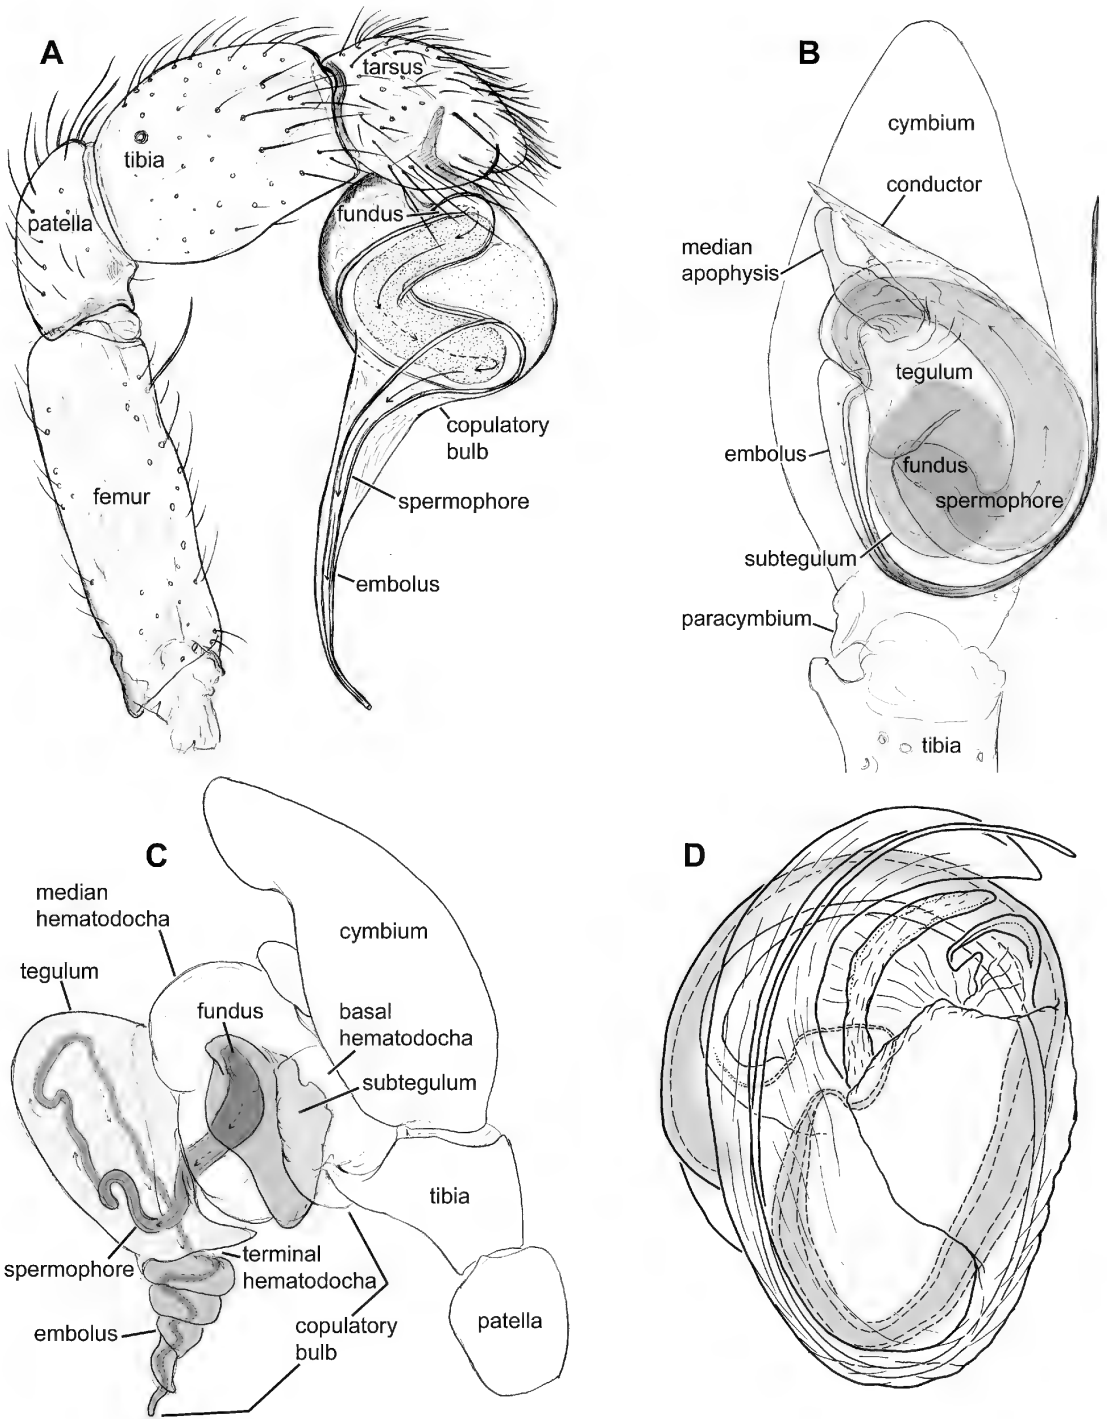 A
tarsus
tibia
patella
fundus
copulatory
bulb
femur
spermophore
embolus
B
cymbium
conductor
median
apophysis
tegulum
embolus
fundus
spermophore
subtegulum
paracymbium
tibia
C
median
hematodocha
cymbium
tegulum
fundus
basal
hematodocha
subtegulum
tibia
spermophore
terminal
hematodocha
embolus
copulatory
bulb
patella
D